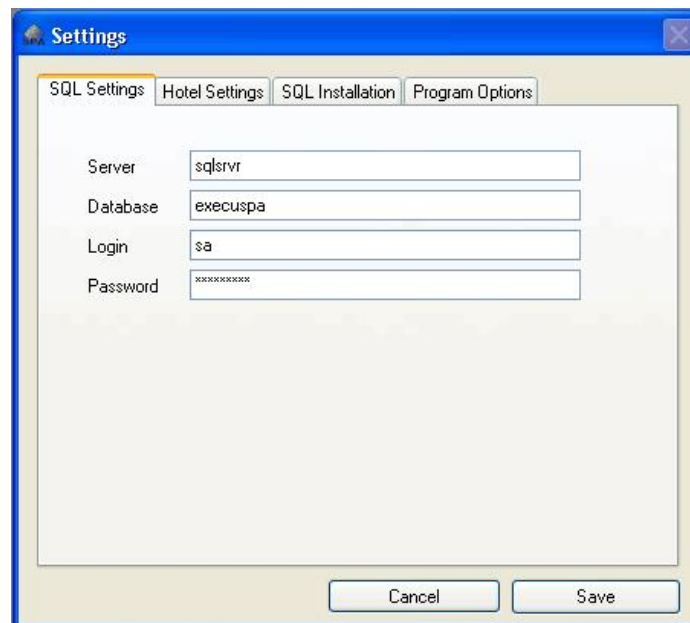 Settings
SQL Settings Hotel Settings SQL Installation Program Options
Server sqlsrvr
Database execuspa
Login sa
Password *********
Cancel Save